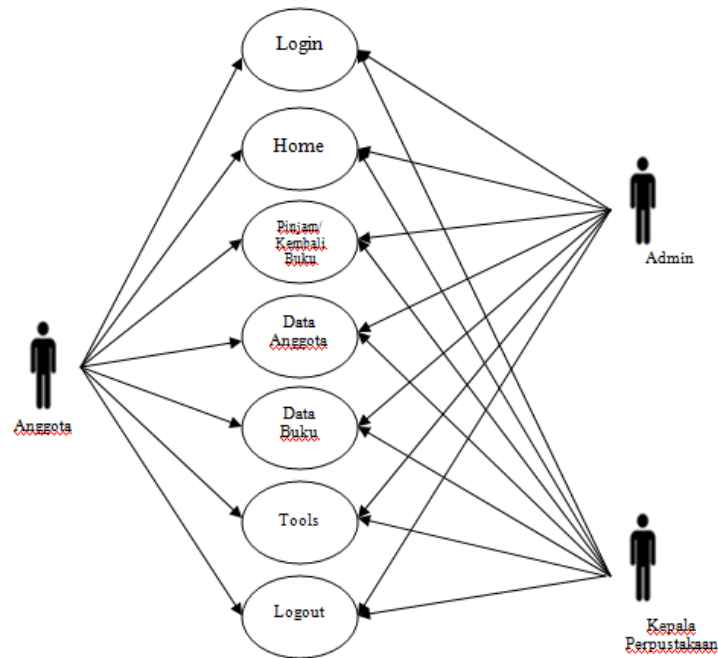 Login
Home
Pinjam/
Kembali
Buku
Data
Anggota
Data
Buku
Tools
Logout
Anggota
Admin
Kepala
Perpustakaan